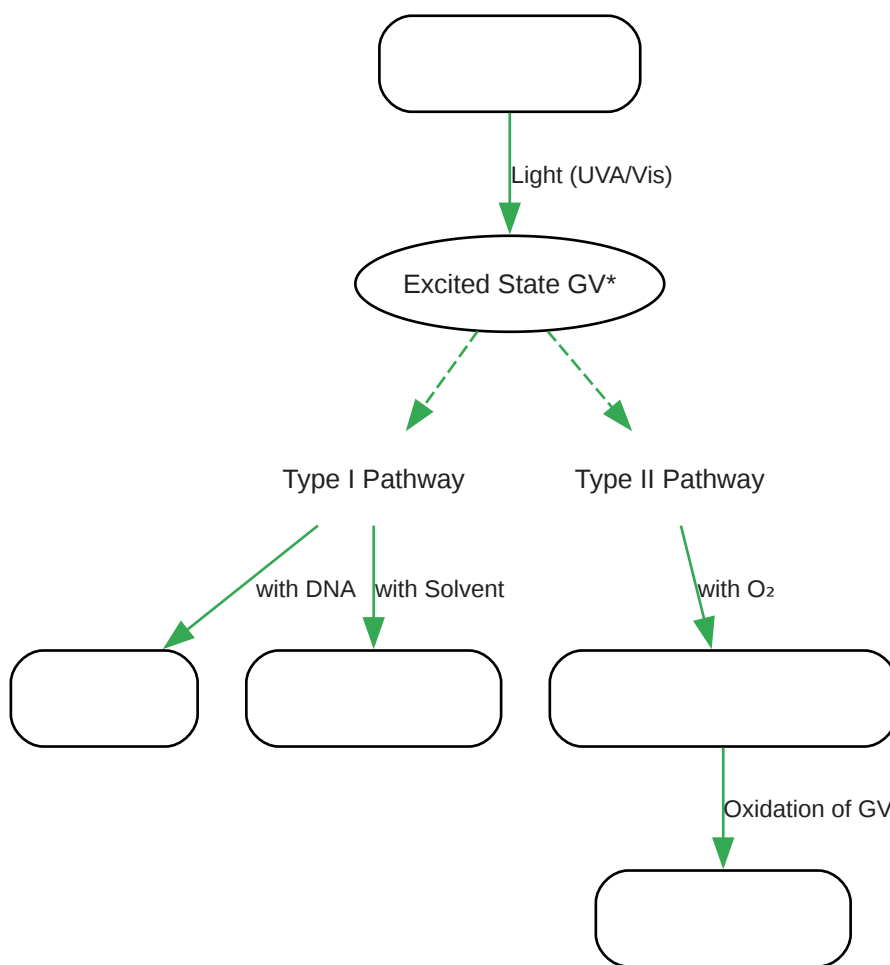 Light (UVA/Vis)
Excited State GV*
Type I Pathway
Type II Pathway
with DNA
with Solvent
with O₂
Oxidation of GV